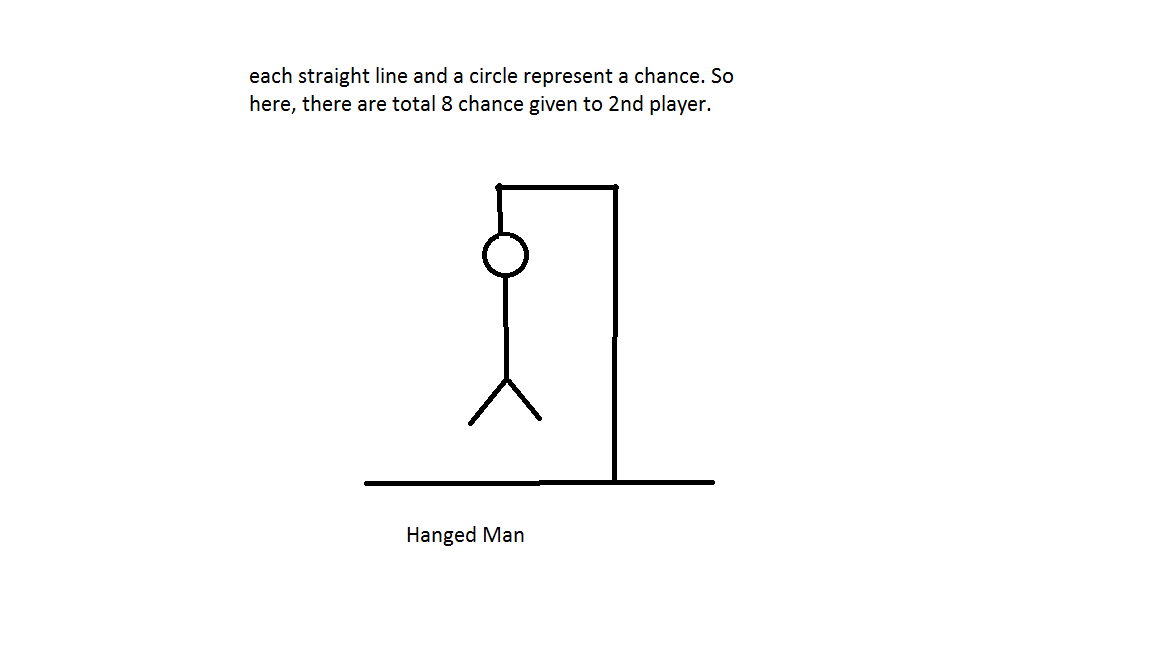 each straight line and a circle represent a chance. So
here, there are total 8 chance given to 2nd player.
Hanged Man